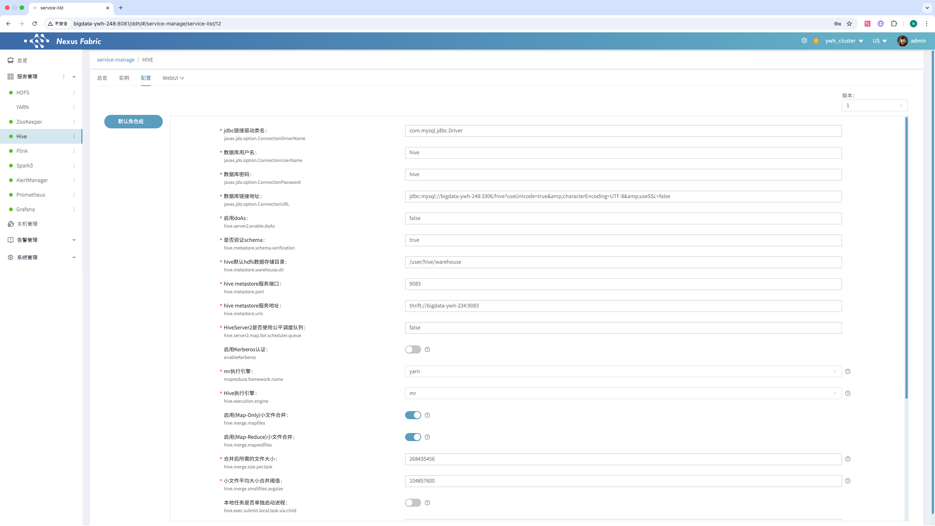 service-list
不安全
bigdata-ywh-248:8081/ddh/#/service-manage/service-list/12
Nexus Fabric
ywh_cluster
US
admin
总览
服务管理
HDFS
YARN
ZooKeeper
Hive
Flink
Spark3
AlertManager
Prometheus
Grafana
主机管理
告警管理
系统管理
service-manage / HIVE
总览
实例
配置
WebUI
版本：
1
默认角色组
* jdbc链接驱动类名：
javax.jdo.option.ConnectionDriverName
com.mysql.jdbc.Driver
* 数据库用户名：
javax.jdo.option.ConnectionUserName
hive
* 数据库密码：
javax.jdo.option.ConnectionPassword
hive
* 数据库链接地址：
javax.jdo.option.ConnectionURL
jdbc:mysql://bigdata-ywh-248:3306/hive?useUnicode=true&amp;characterEncoding=UTF-8&amp;useSSL=false
* 启用doAs：
hive.server2.enable.doAs
false
* 是否验证schema：
hive.metastore.schema.verification
true
* hive默认hdfs数据存储目录：
hive.metastore.warehouse.dir
/user/hive/warehouse
* hive metastore服务端口：
hive.metastore.port
9083
* hive metastore服务地址：
hive.metastore.uris
thrift://bigdata-ywh-234:9083
* HiveServer2是否使用公平调度队列：
hive.server2.map.fair.scheduler.queue
false
启用Kerberos认证：
enableKerberos
* mr执行引擎：
mapreduce.framework.name
yarn
* Hive执行引擎：
hive.execution.engine
mr
启用(Map-Only)小文件合并：
hive.merge.mapfiles
启用(Map-Reduce)小文件合并：
hive.merge.mapredfiles
* 合并后所需的文件大小：
hive.merge.size.per.task
268435456
* 小文件平均大小合并阈值：
hive.merge.smallfiles.avgsize
104857600
本地任务是否单独启动进程：
hive.exec.submit.local.task.via.child